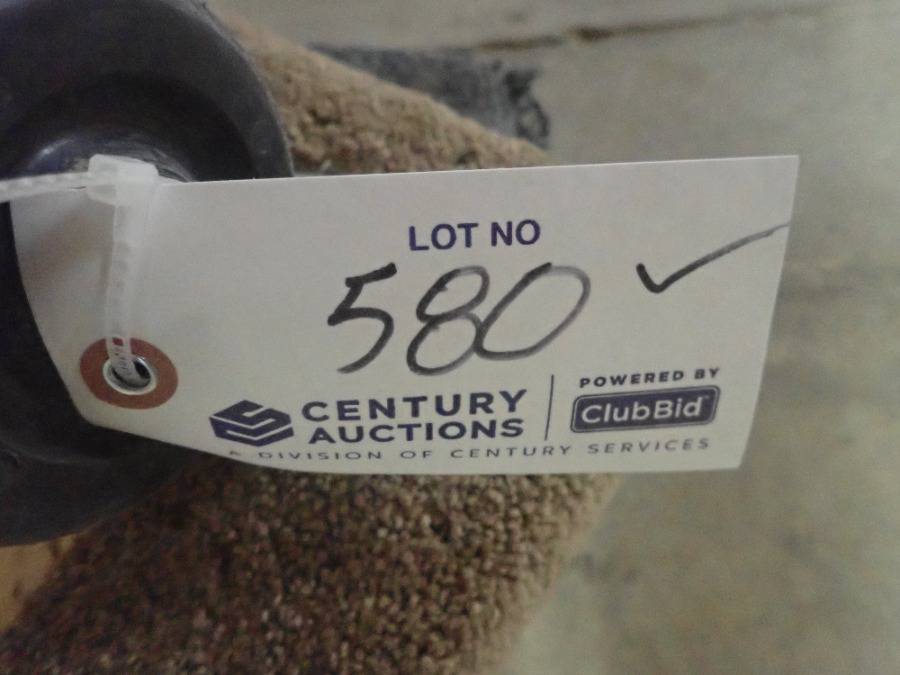 LOT NO
580 ✓
CENTURY AUCTIONS
POWERED BY
ClubBid
A DIVISION OF CENTURY SERVICES